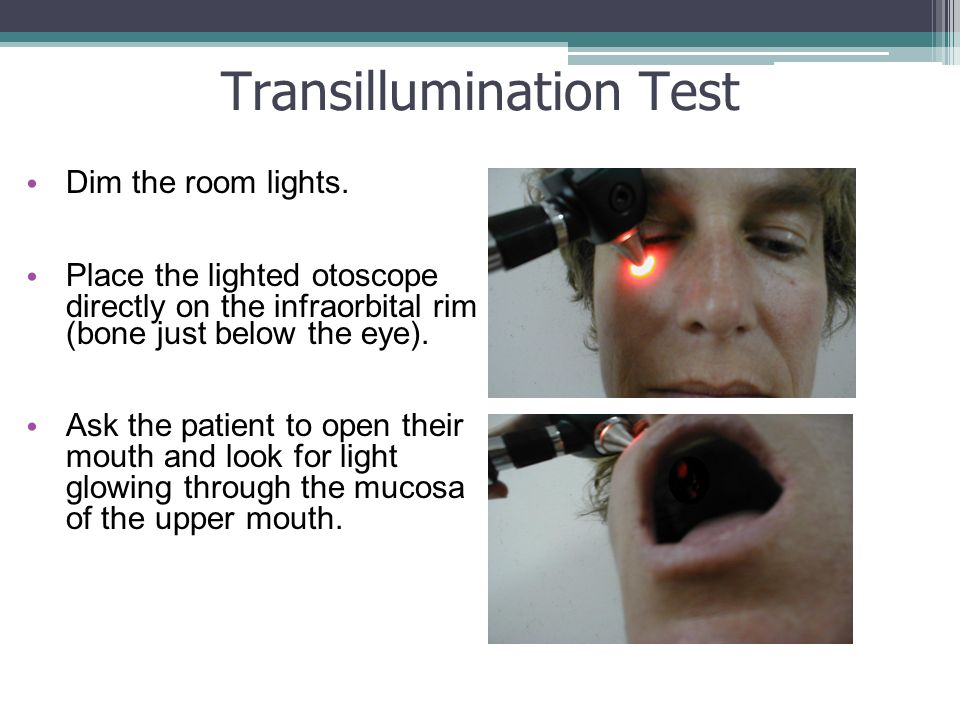 Transillumination Test
• Dim the room lights.
• Place the lighted otoscope
directly on the infraorbital rim
(bone just below the eye).
• Ask the patient to open their
mouth and look for light
glowing through the mucosa
of the upper mouth.